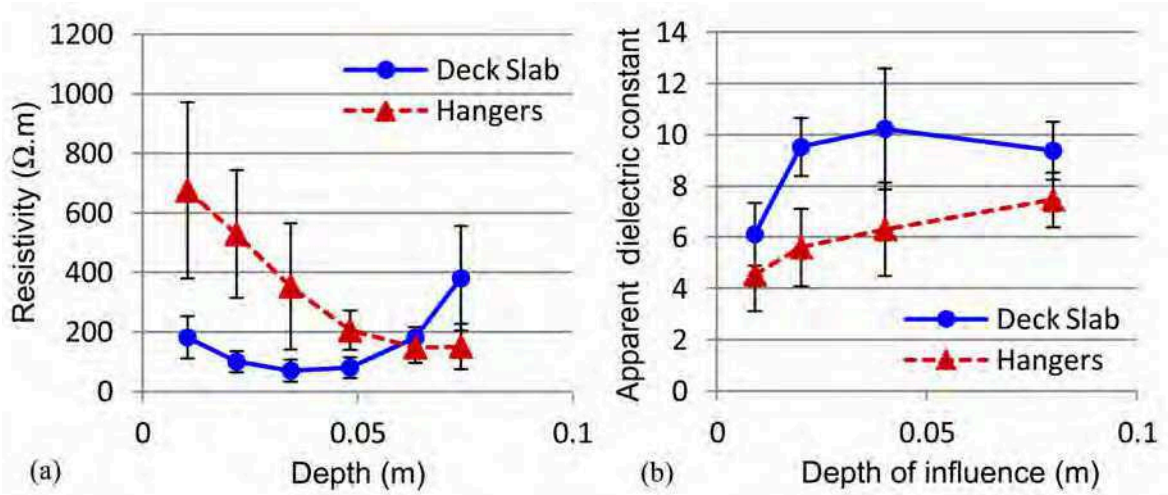 1200
1000
800
600
400
200
0
Resistivity (Ω.m)
Deck Slab
Hangers
0
0.05
0.1
(a)
Depth (m)
14
12
10
8
6
4
2
0
Apparent dielectric constant
Deck Slab
Hangers
0
0.05
0.1
(b)
Depth of influence (m)